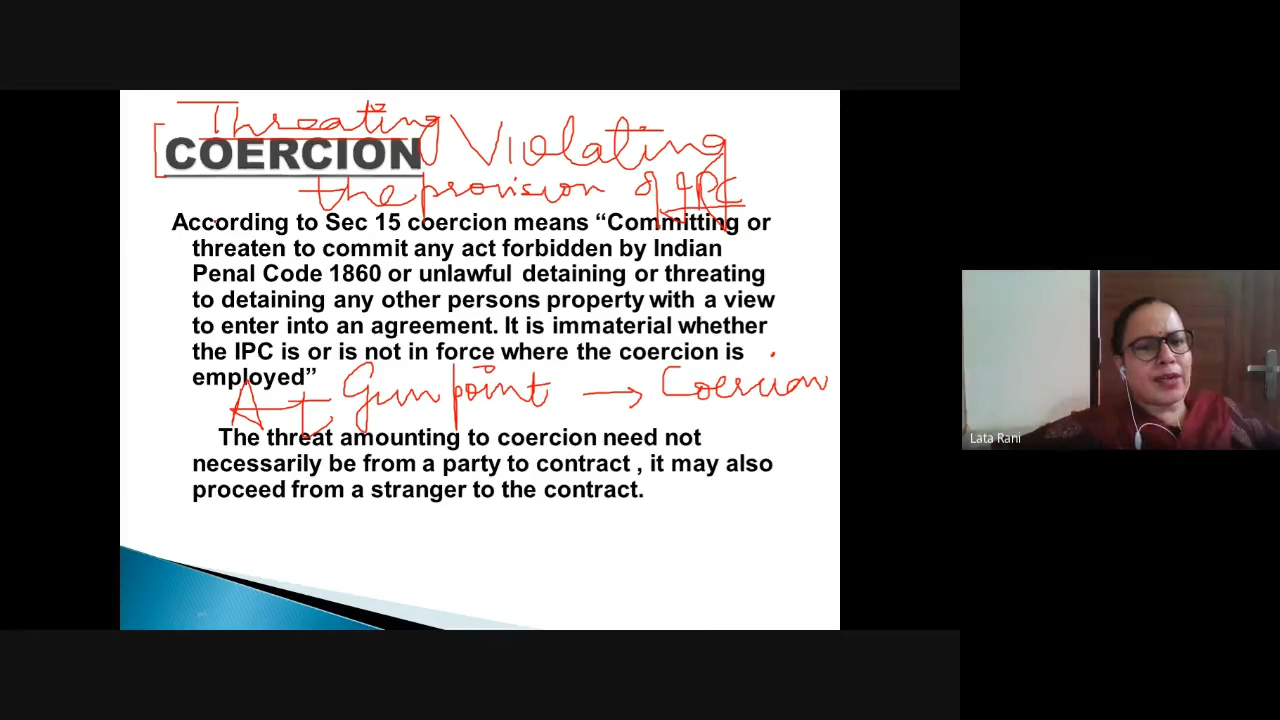 Threating
Violating
COERCION
the provision of IPC
According to Sec 15 coercion means “Committing or
threaten to commit any act forbidden by Indian
Penal Code 1860 or unlawful detaining or threating
to detaining any other persons property with a view
to enter into an agreement. It is immaterial whether
the IPC is or is not in force where the coercion is
employed”
At Gun point → Coercion
The threat amounting to coercion need not
necessarily be from a party to contract , it may also
proceed from a stranger to the contract.
Lata Rani